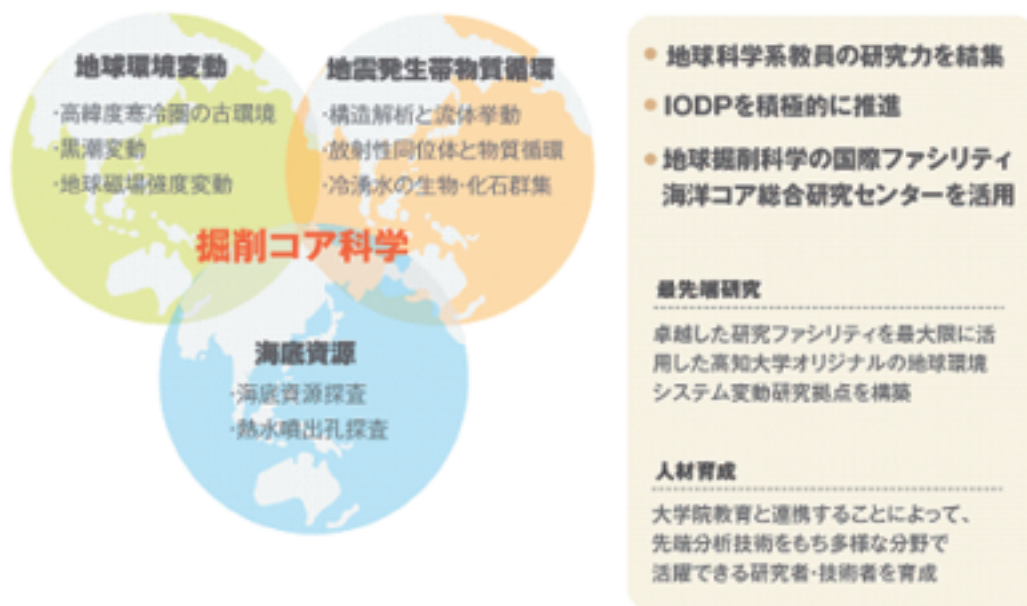 地球環境変動
・高緯度寒冷圏の古環境
・黒潮変動
・地球磁場強度変動
地震発生帯物質循環
・構造解析と流体挙動
・放射性同位体と物質循環
・冷湧水の生物・化石群集
掘削コア科学
海底資源
・海底資源探査
・熱水噴出孔探査
● 地球科学系教員の研究力を結集
● IODPを積極的に推進
● 地球掘削科学の国際ファシリティ
海洋コア総合研究センターを活用
最先端研究
卓越した研究ファシリティを最大限に活
用した高知大学オリジナルの地球環境
システム変動研究拠点を構築
人材育成
大学院教育と連携することによって、
先端分析技術をもち多様な分野で
活躍できる研究者・技術者を育成